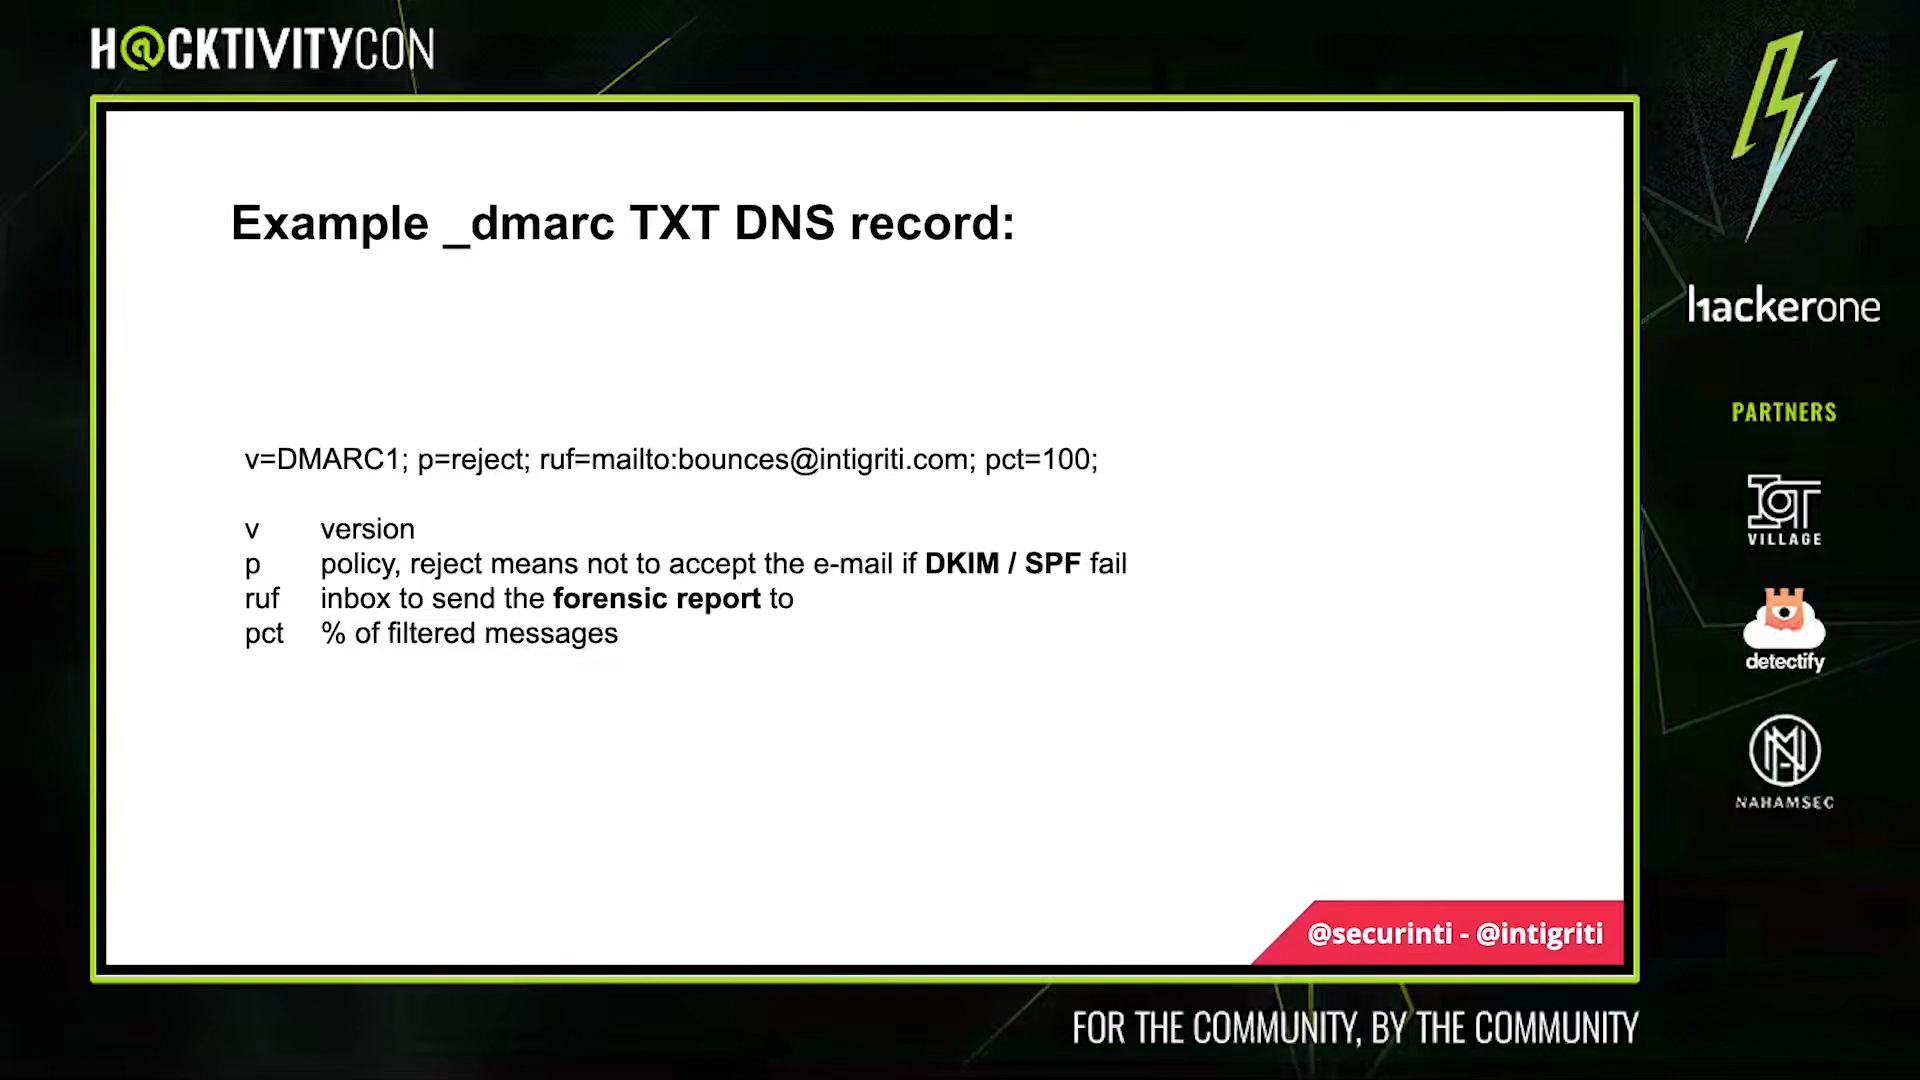 H@CKTIVITYCON
Example _dmarc TXT DNS record:
v=DMARC1; p=reject; ruf=mailto:bounces@intigriti.com; pct=100;
v version
p policy, reject means not to accept the e-mail if DKIM / SPF fail
ruf inbox to send the forensic report to
pct % of filtered messages
@securinti - @intigriti
hackerone
PARTNERS
IOT
VILLAGE
detectify
NAHAMSEC
FOR THE COMMUNITY, BY THE COMMUNITY